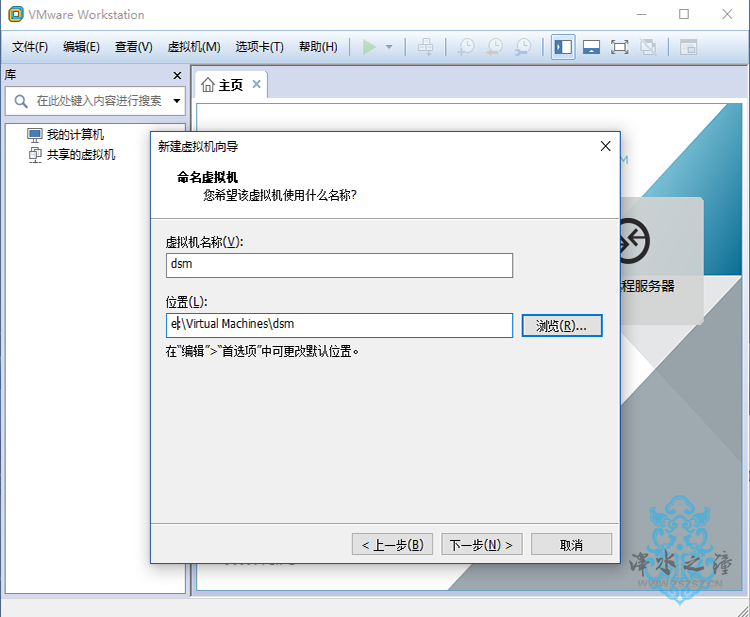 VMware Workstation
文件(F) 编辑(E) 查看(V) 虚拟机(M) 选项卡(T) 帮助(H)
库
在此处键入内容进行搜索
我的计算机
共享的虚拟机
主页
新建虚拟机向导
命名虚拟机
您希望该虚拟机使用什么名称?
虚拟机名称(V):
dsm
位置(L):
e:\Virtual Machines\dsm
浏览(R)...
在“编辑”>“首选项”中可更改默认位置。
程服务器
< 上一步(B) 下一步(N) > 取消
泽水之潼